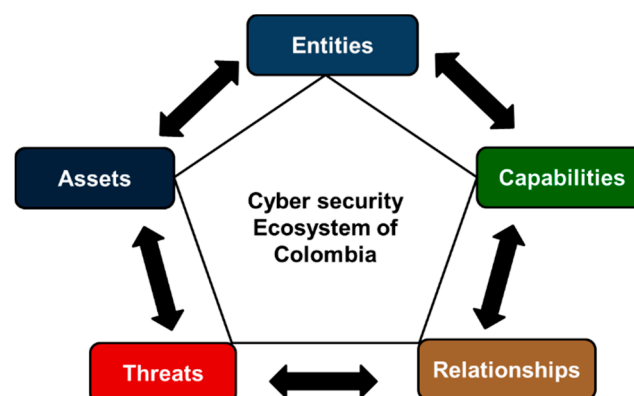 Entities
Assets
Capabilities
Cyber security
Ecosystem of
Colombia
Threats
Relationships